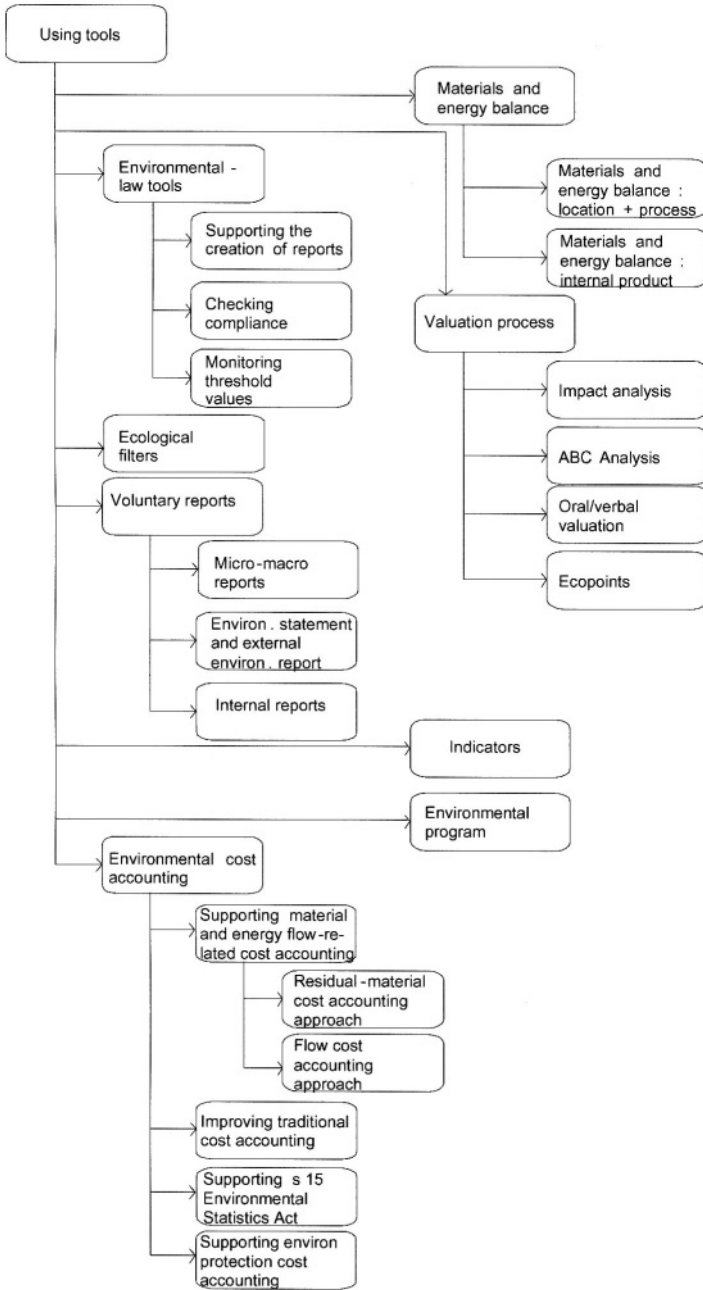 Using tools
Materials and
energy balance
Materials and
energy balance :
location + process
Materials and
energy balance :
internal product
Environmental -
law tools
Supporting the
creation of reports
Checking
compliance
Monitoring
threshold
values
Valuation process
Impact analysis
ABC Analysis
Oral/verbal
valuation
Ecopoints
Ecological
filters
Voluntary reports
Micro-macro
reports
Environ . statement
and external
environ . report
Internal reports
Indicators
Environmental
program
Environmental cost
accounting
Supporting material
and energy flow-re-
lated cost accounting
Residual -material
cost accounting
approach
Flow cost
accounting
approach
Improving traditional
cost accounting
Supporting s 15
Environmental
Statistics Act
Supporting environ
protection cost
accounting